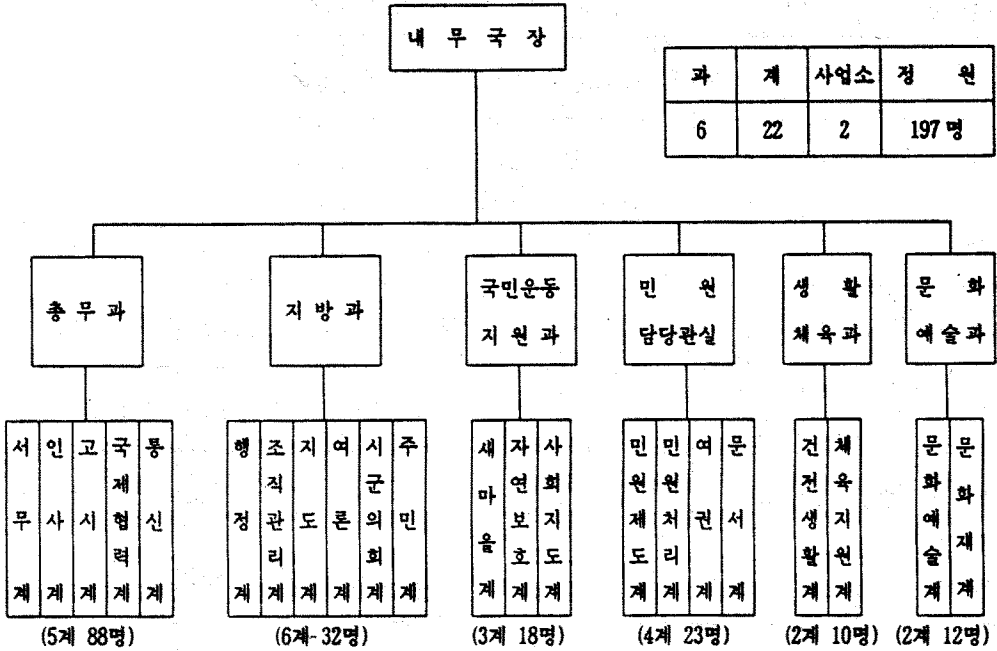 내 무 국 장
과 계 사업소 정 원
6 22 2 197 명
총 무 과
지 방 과
국민운동
지 원 과
민 원
담당관실
생 활
체육과
문 화
예술과
서무계
인사계
고시계
국제협력계
통신계
행정계
조직관리계
지도계
여론계
시군의회계
주민계
새마을계
자연보호계
사회지도계
민원제도계
민원처리계
여권계
문서계
건전생활계
체육지원계
문화예술계
문화재계
(5계 88명)
(6계-32명)
(3계 18명)
(4계 23명)
(2계 10명)
(2계 12명)